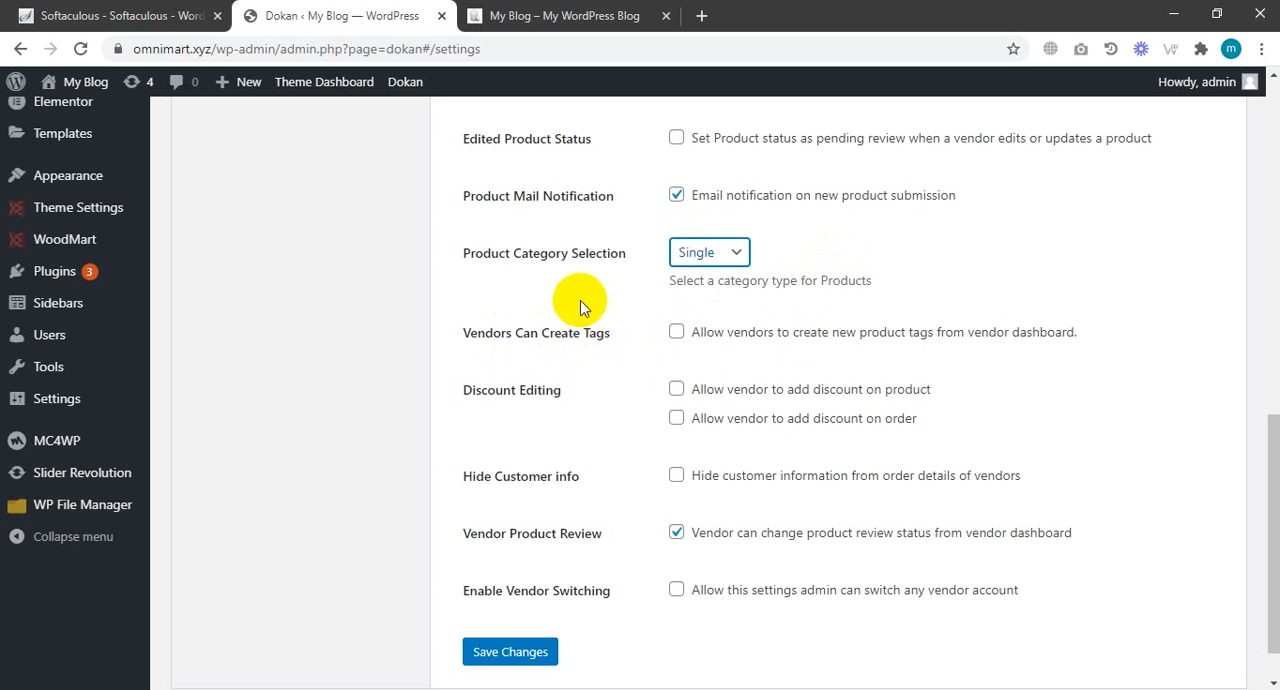 Softaculous - Softaculous - Word
Dokan ‹ My Blog — WordPress
My Blog – My WordPress Blog
omnimart.xyz/wp-admin/admin.php?page=dokan#/settings
m
My Blog
4
0
New
Theme Dashboard
Dokan
Howdy, admin
Elementor
Templates
Appearance
Theme Settings
WoodMart
Plugins 3
Sidebars
Users
Tools
Settings
MC4WP
Slider Revolution
WP File Manager
Collapse menu
Edited Product Status
Set Product status as pending review when a vendor edits or updates a product
Product Mail Notification
Email notification on new product submission
Product Category Selection
Single
Select a category type for Products
Vendors Can Create Tags
Allow vendors to create new product tags from vendor dashboard.
Discount Editing
Allow vendor to add discount on product
Allow vendor to add discount on order
Hide Customer info
Hide customer information from order details of vendors
Vendor Product Review
Vendor can change product review status from vendor dashboard
Enable Vendor Switching
Allow this settings admin can switch any vendor account
Save Changes